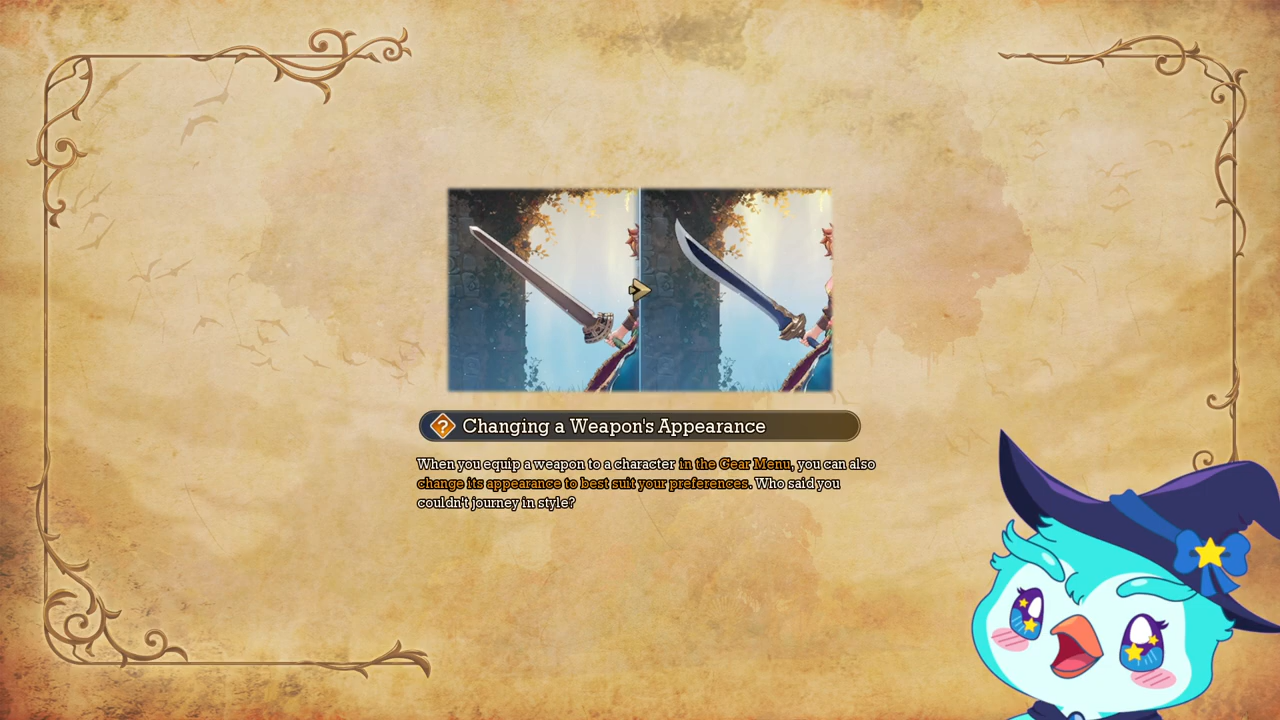 ? Changing a Weapon's Appearance
When you equip a weapon to a character in the Gear Menu, you can also
change its appearance to best suit your preferences. Who said you
couldn't journey in style?